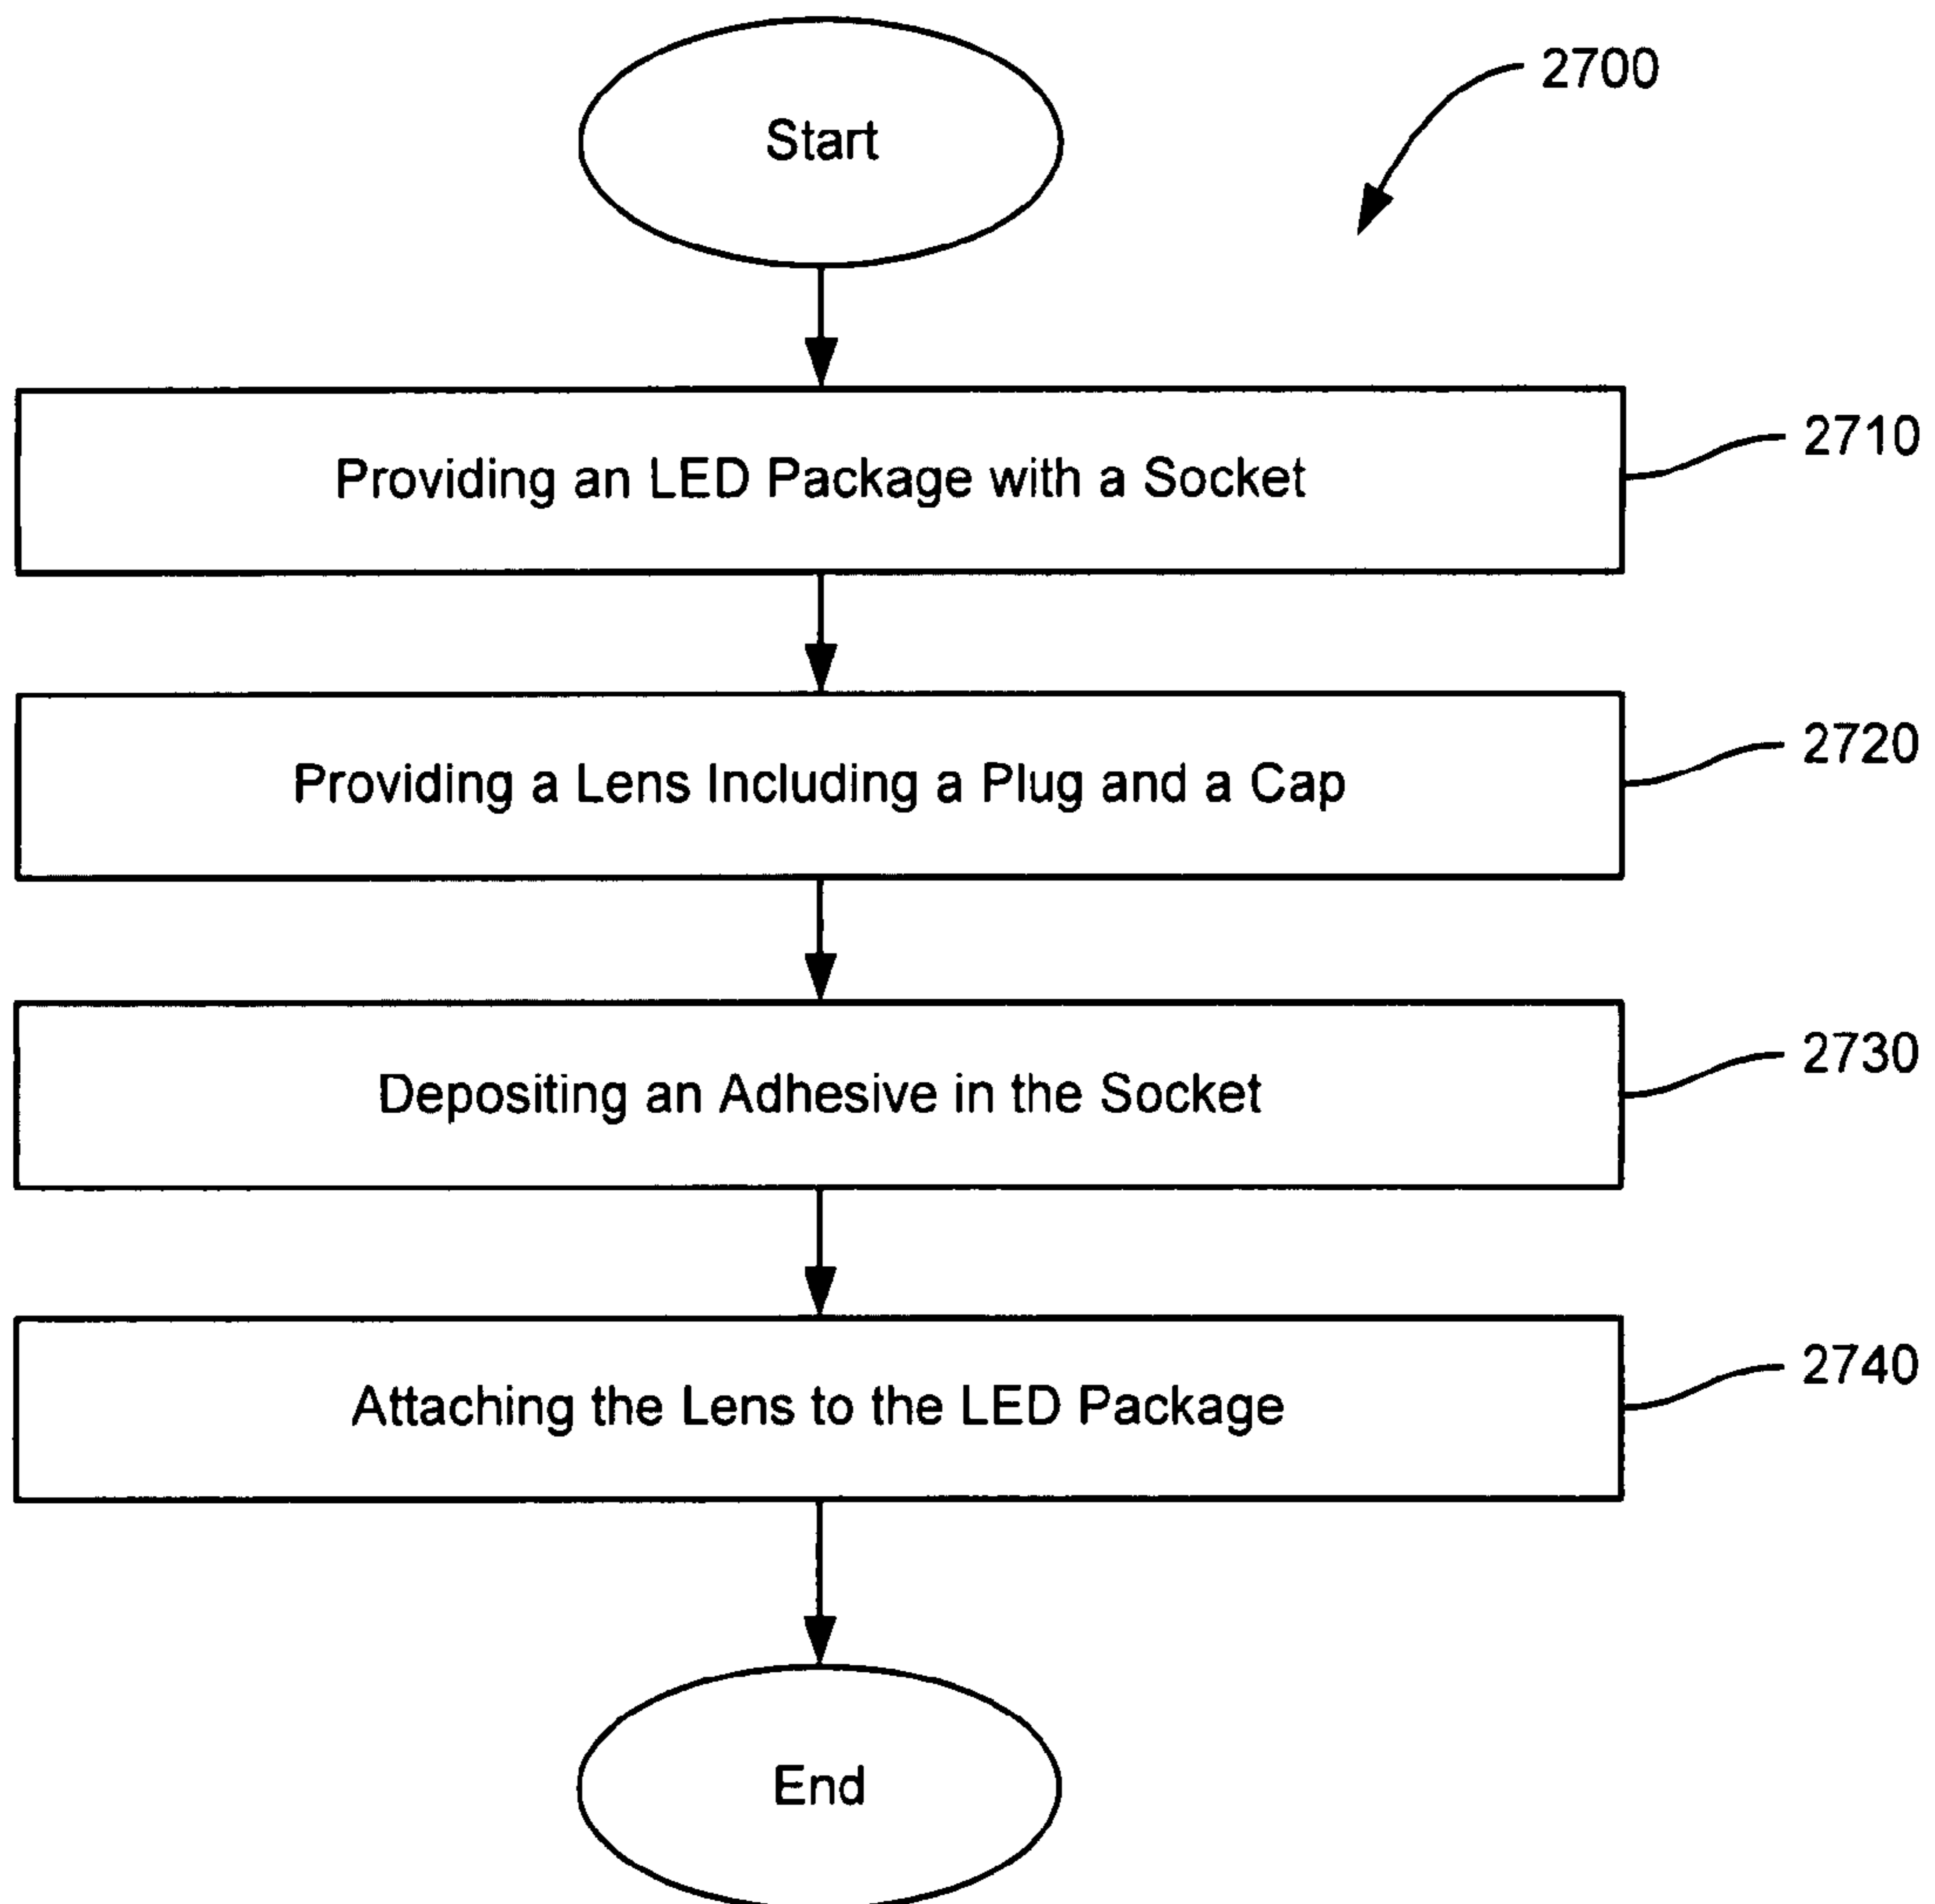 Start
2700
Providing an LED Package with a Socket
2710
Providing a Lens Including a Plug and a Cap
2720
Depositing an Adhesive in the Socket
2730
Attaching the Lens to the LED Package
2740
End